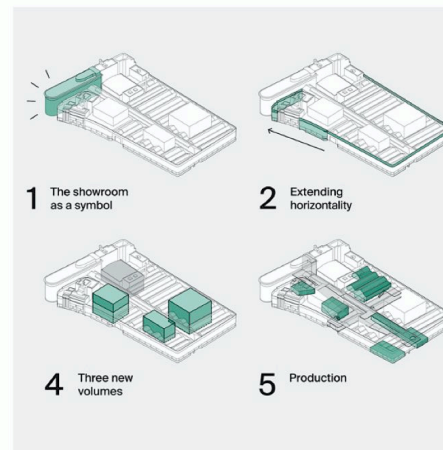 1 The showroom
as a symbol
2 Extending
horizontality
4 Three new
volumes
5 Production